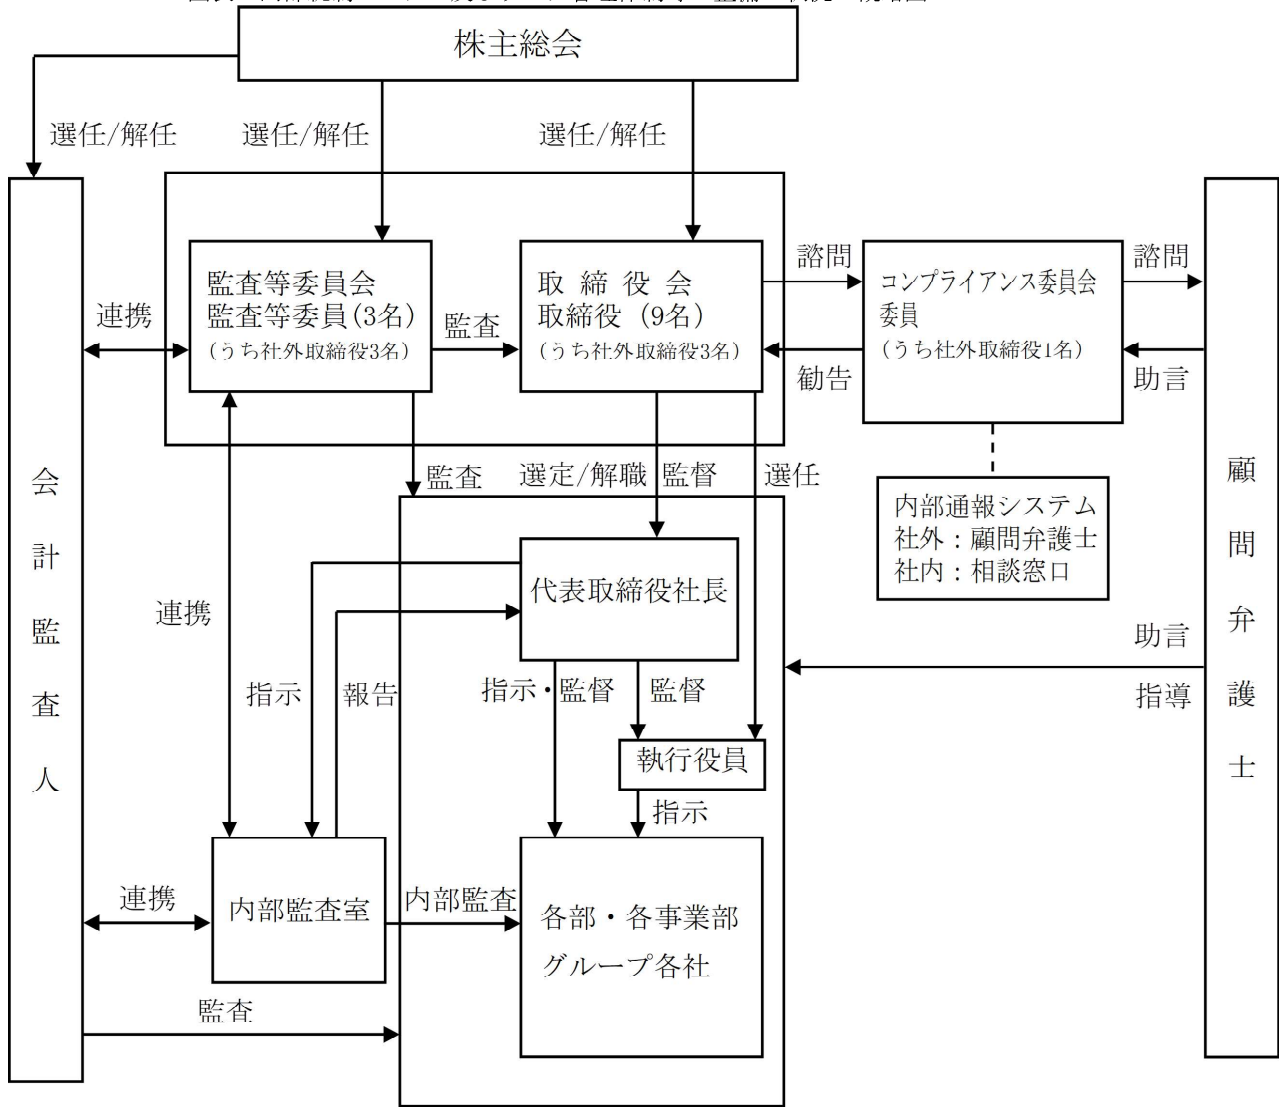 株主総会
選任/解任
選任/解任
選任/解任
監査等委員会
監査等委員(3名)
(うち社外取締役3名)
取締役会
取締役(9名)
(うち社外取締役3名)
コンプライアンス委員会
委員
(うち社外取締役1名)
諮問
諮問
連携
監査
勧告
助言
監査
選定/解職
監督
選任
内部通報システム
社外:顧問弁護士
社内:相談窓口
会計監査人
顧問弁護士
代表取締役社長
連携
助言
指導
指示
報告
指示・監督
監督
執行役員
指示
連携
内部監査室
内部監査
各部・各事業部
グループ各社
監査